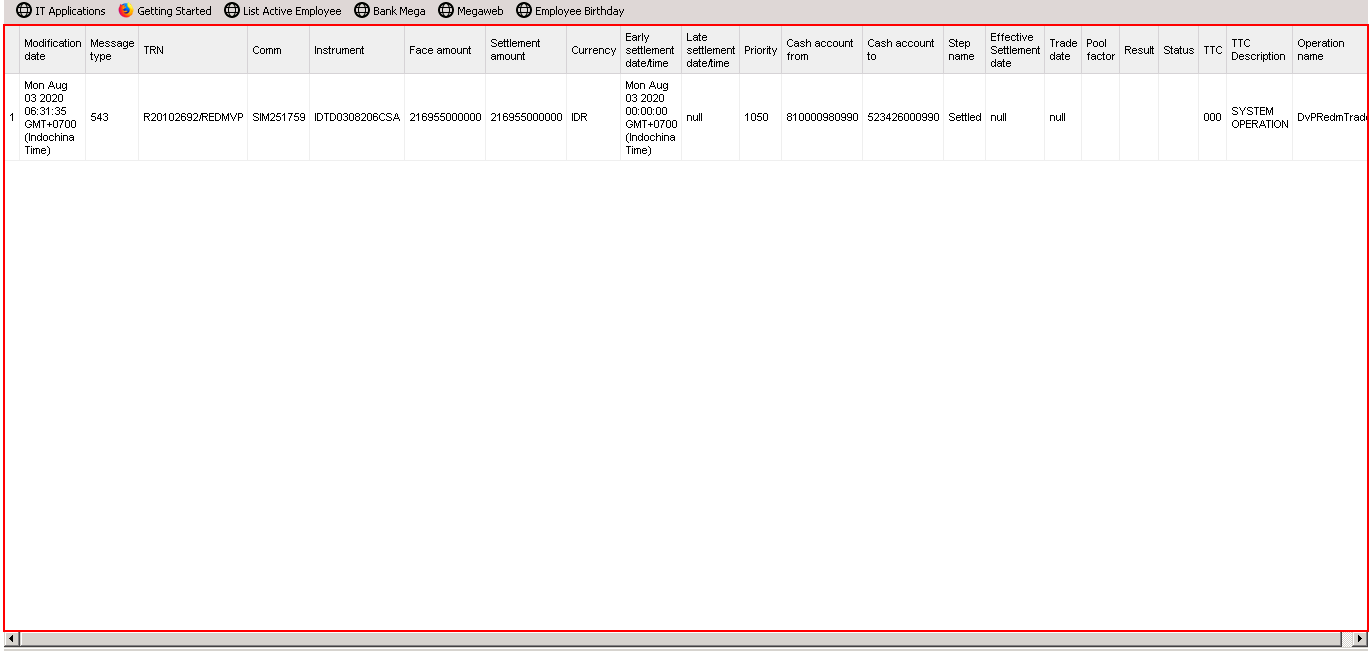 IT Applications Getting Started List Active Employee Bank Mega Megaweb Employee Birthday
Modification date Message type TRN Comm Instrument Face amount Settlement amount Currency Early settlement date/time Late settlement date/time Priority Cash account from Cash account to Step name Effective Settlement date Trade date Pool factor Result Status TTC TTC Description Operation name
1 Mon Aug 03 2020 06:31:35 GMT+0700 (Indochina Time) 543 R20102692/REDMVP SIM251759 IDTD0308206CSA 216955000000 216955000000 IDR Mon Aug 03 2020 00:00:00 GMT+0700 (Indochina Time) null 1050 810000980990 523426000990 Settled null null 000 SYSTEM OPERATION DvPRedmTrade